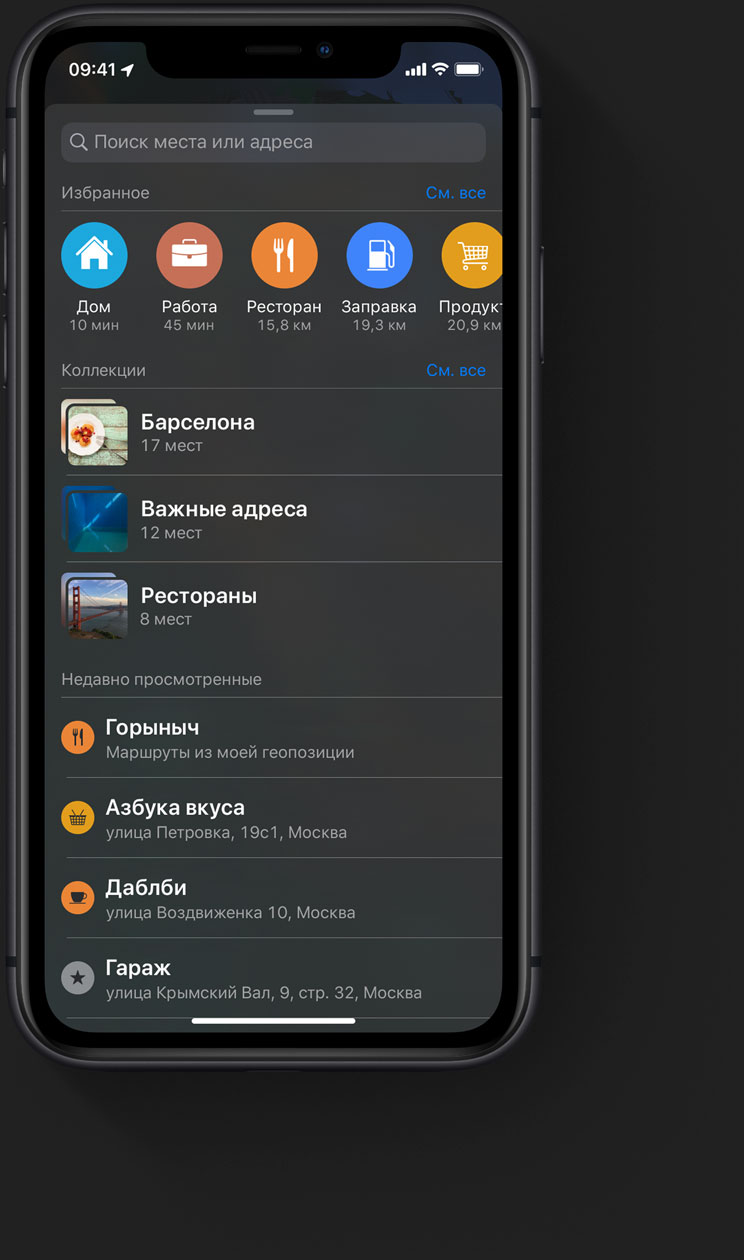 09:41
Поиск места или адреса
Избранное
См. все
Дом
Работа
Ресторан
Заправка
Продукт
10 мин
45 мин
15,8 км
19,3 км
20,9 км
Коллекции
См. все
Барселона
17 мест
Важные адреса
12 мест
Рестораны
8 мест
Недавно просмотренные
Горыныч
Маршруты из моей геопозиции
Азбука вкуса
улица Петровка, 19с1, Москва
Даблби
улица Воздвиженка 10, Москва
Гараж
улица Крымский Вал, 9, стр. 32, Москва